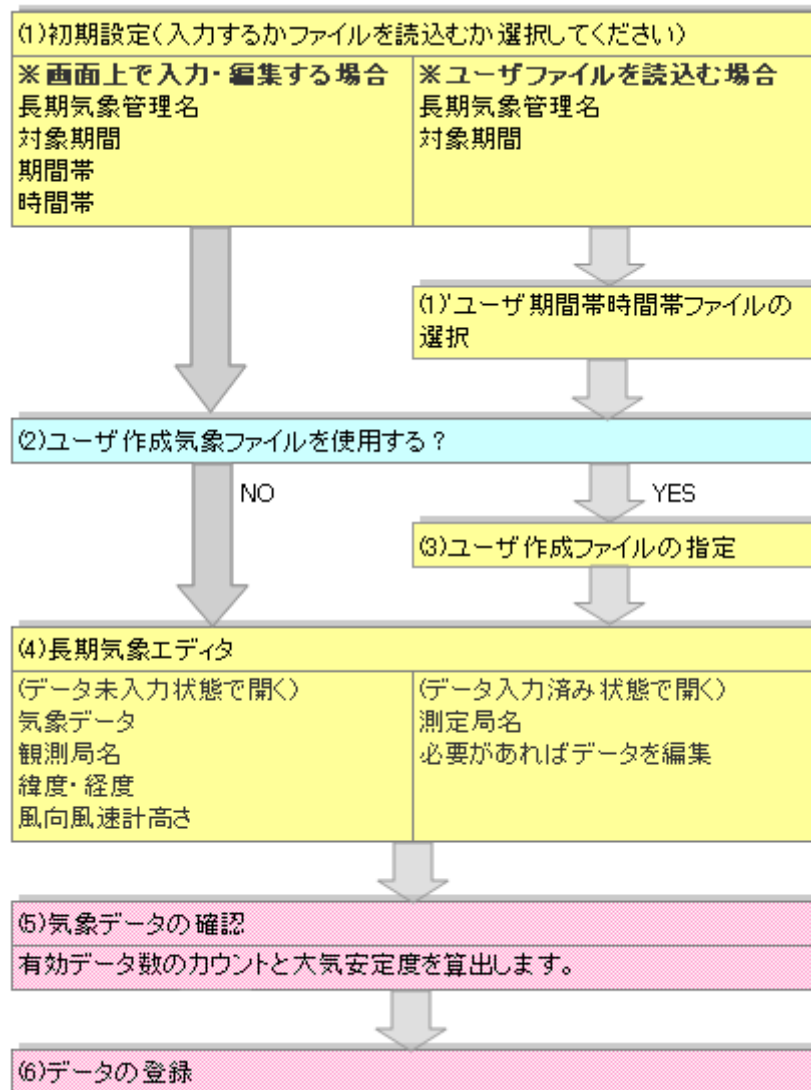 (1)初期設定(入力するかファイルを読込むか選択してください)
※画面上で入力・編集する場合
長期気象管理名
対象期間
期間帯
時間帯
※ユーザファイルを読込む場合
長期気象管理名
対象期間
(1)'ユーザ期間帯時間帯ファイルの
選択
(2)ユーザ作成気象ファイルを使用する?
NO
YES
(3)ユーザ作成ファイルの指定
(4)長期気象エディタ
(データ未入力状態で開く)
気象データ
観測局名
緯度・経度
風向風速計高さ
(データ入力済み状態で開く)
測定局名
必要があればデータを編集
(5)気象データの確認
有効データ数のカウントと大気安定度を算出します。
(6)データの登録